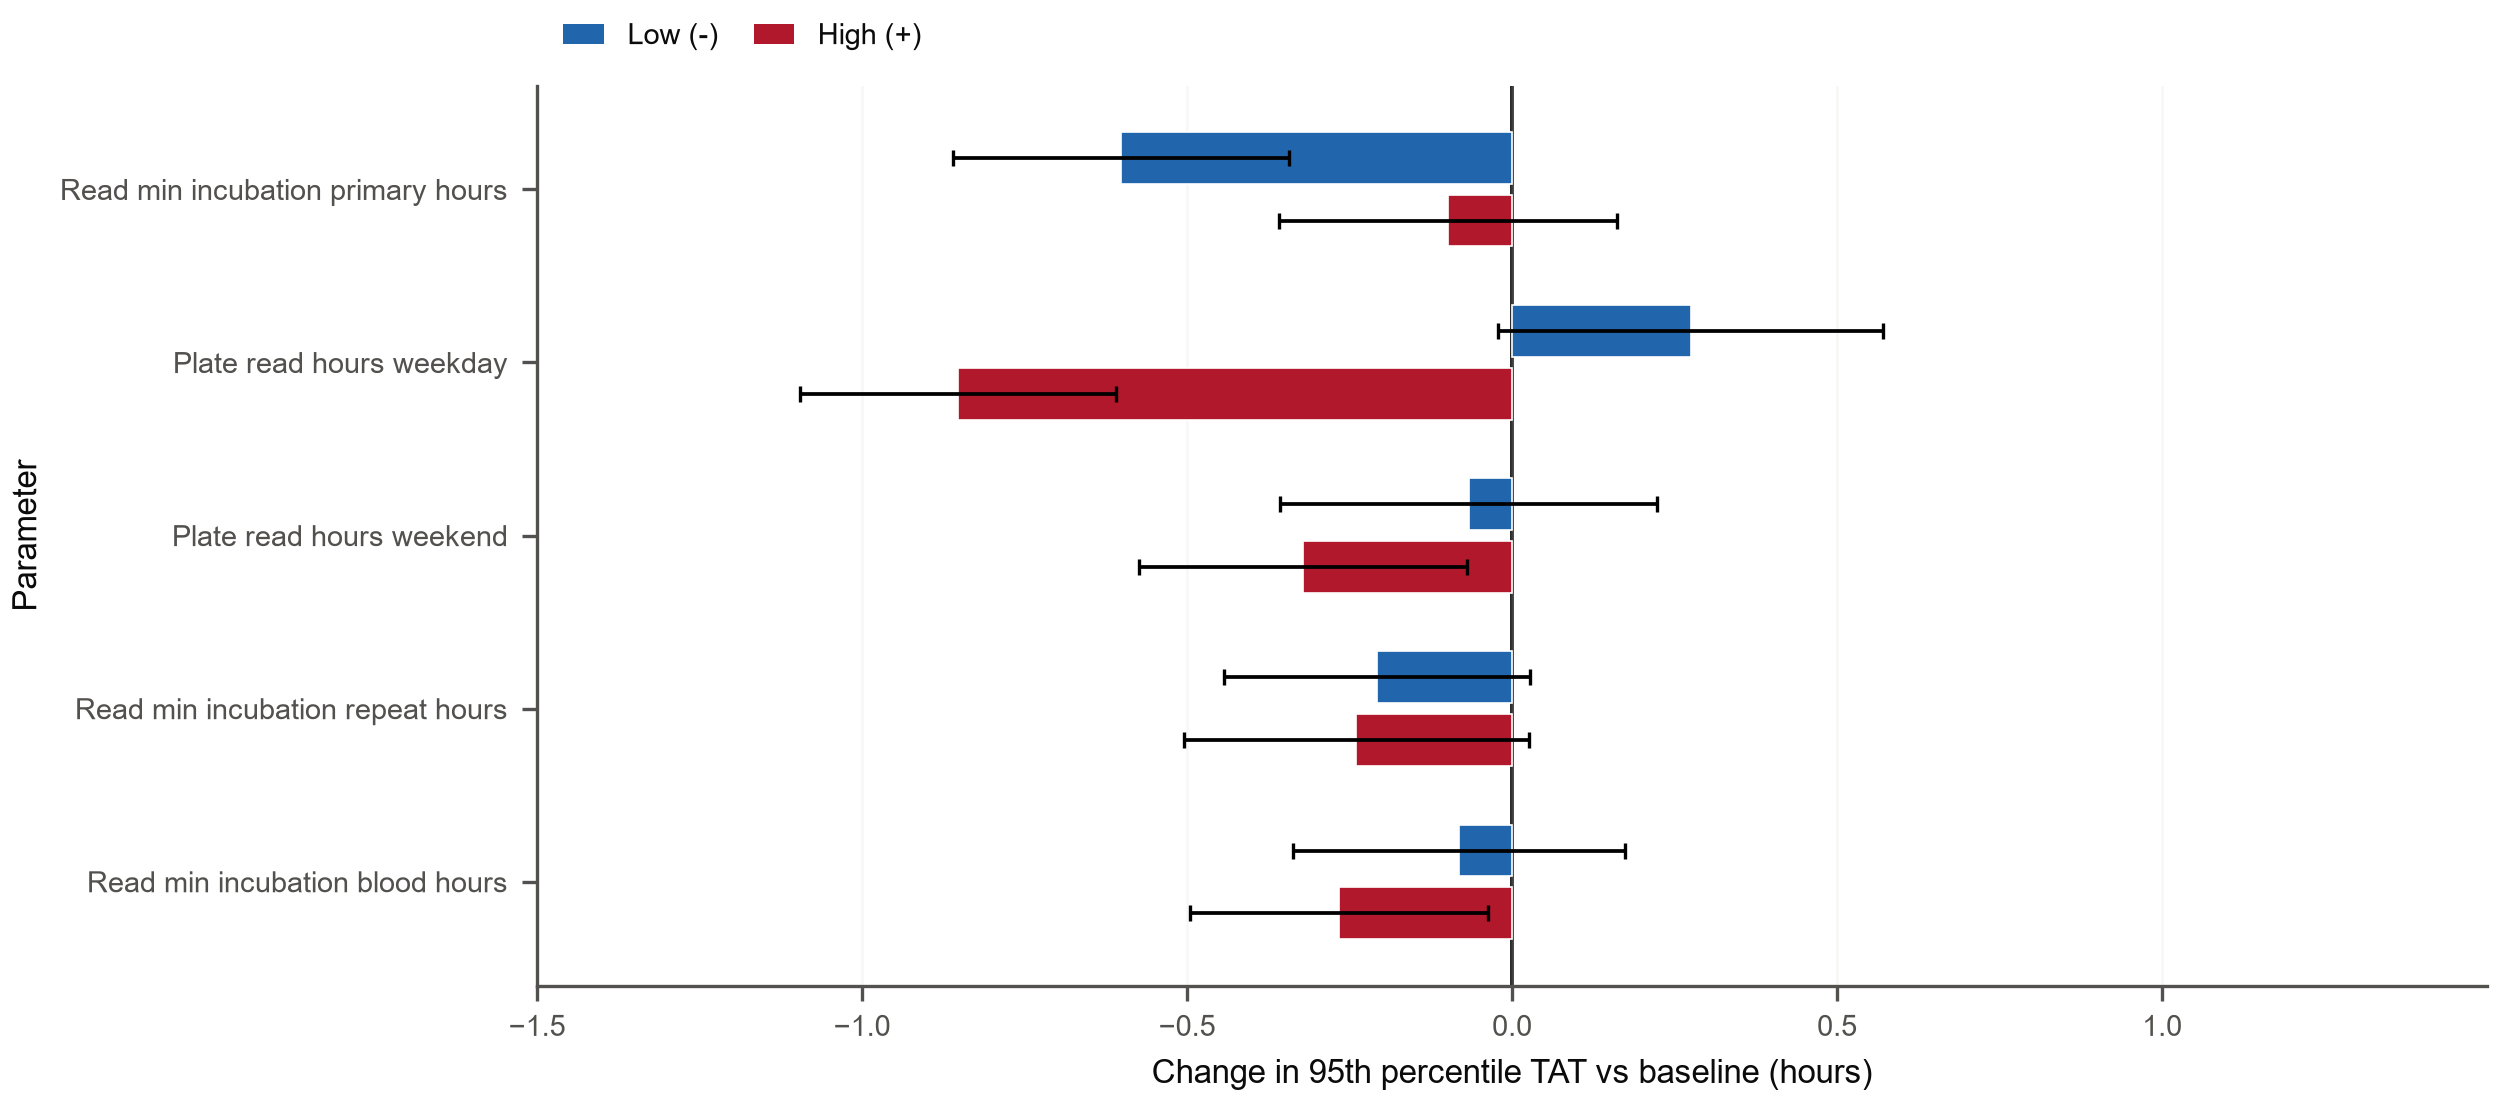 Low (-) High (+)
Read min incubation primary hours
Plate read hours weekday
Plate read hours weekend
Read min incubation repeat hours
Read min incubation blood hours
Parameter
−1.5 −1.0 −0.5 0.0 0.5 1.0
Change in 95th percentile TAT vs baseline (hours)